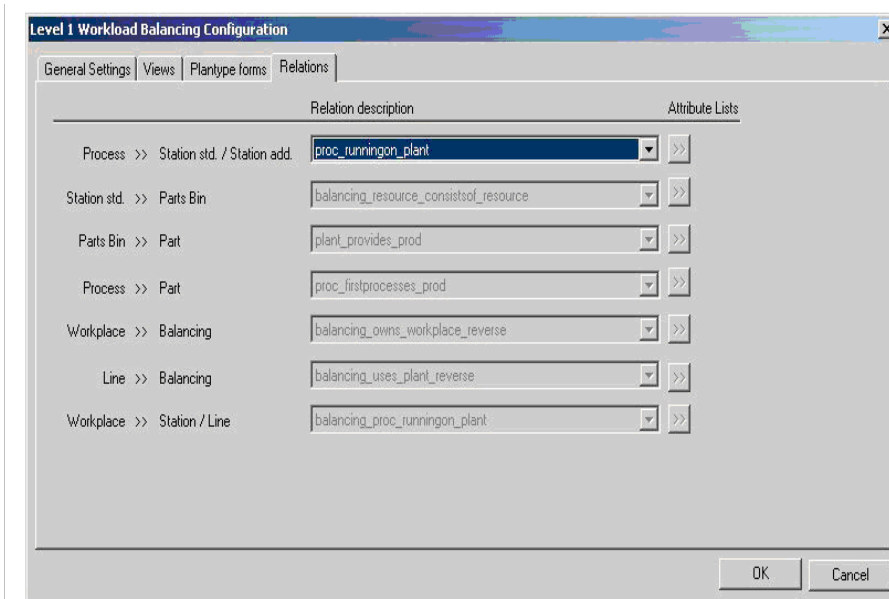 Level 1 Workload Balancing Configuration
General Settings Views Plantype forms Relations
Relation description Attribute Lists
Process >> Station std. / Station add. proc_runningon_plant >>
Station std. >> Parts Bin balancing_resource_consistsof_resource >>
Parts Bin >> Part plant_provides_prod >>
Process >> Part proc_firstprocesses_prod >>
Workplace >> Balancing balancing_owns_workplace_reverse >>
Line >> Balancing balancing_uses_plant_reverse >>
Workplace >> Station / Line balancing_proc_runningon_plant >>
OK Cancel